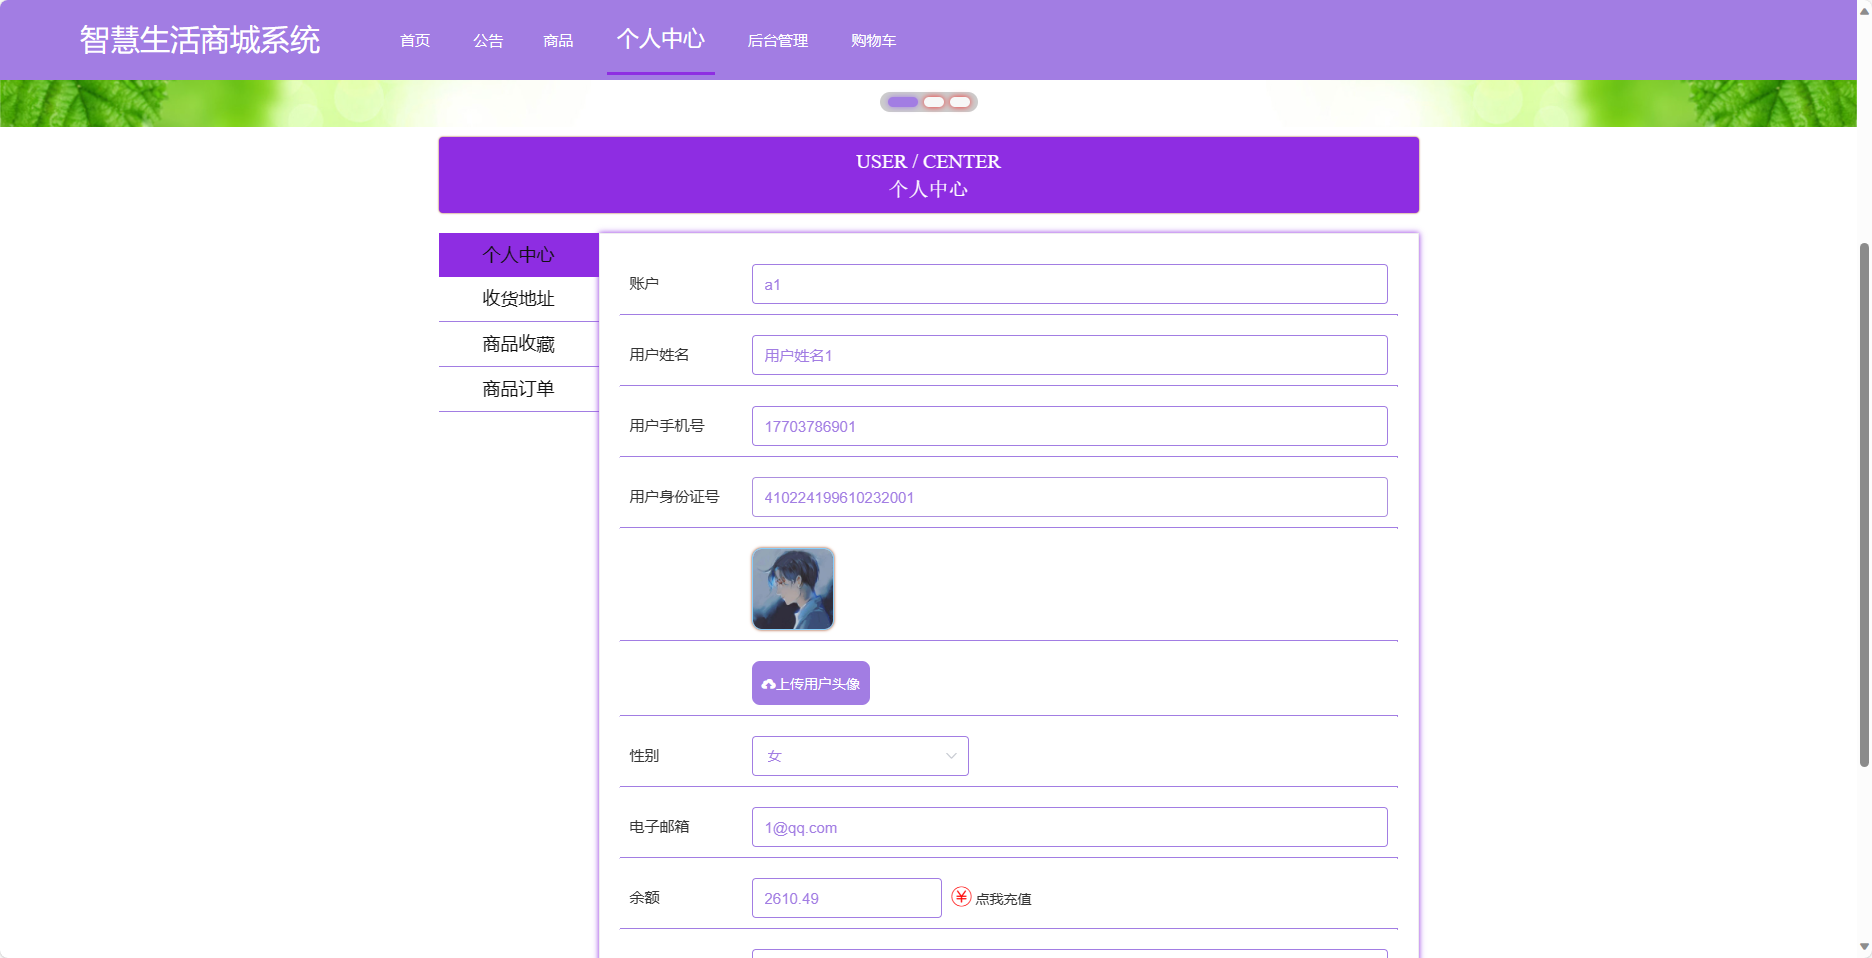 智慧生活商城系统
首页 公告 商品 个人中心 后台管理 购物车
USER / CENTER
个人中心
个人中心
收货地址
商品收藏
商品订单
账户 a1
用户姓名 用户姓名1
用户手机号 17703786901
用户身份证号 410224199610232001
上传用户头像
性别 女
电子邮箱 1@qq.com
余额 2610.49 点我充值